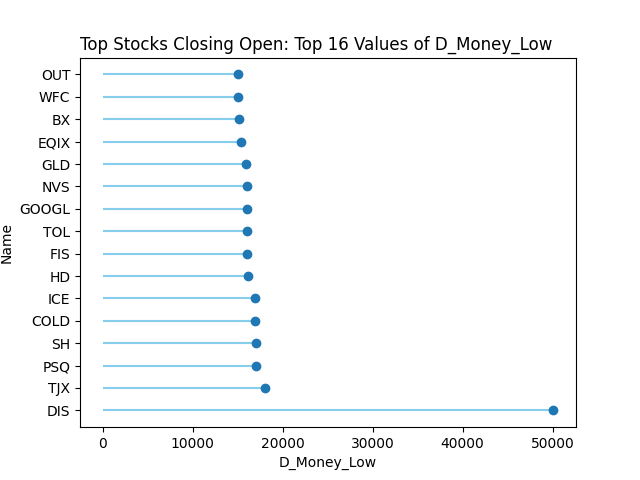 Top Stocks Closing Open: Top 16 Values of D_Money_Low
OUT
WFC
BX
EQIX
GLD
NVS
GOOGL
TOL
FIS
HD
ICE
COLD
SH
PSQ
TJX
DIS
Name
0 10000 20000 30000 40000 50000
D_Money_Low